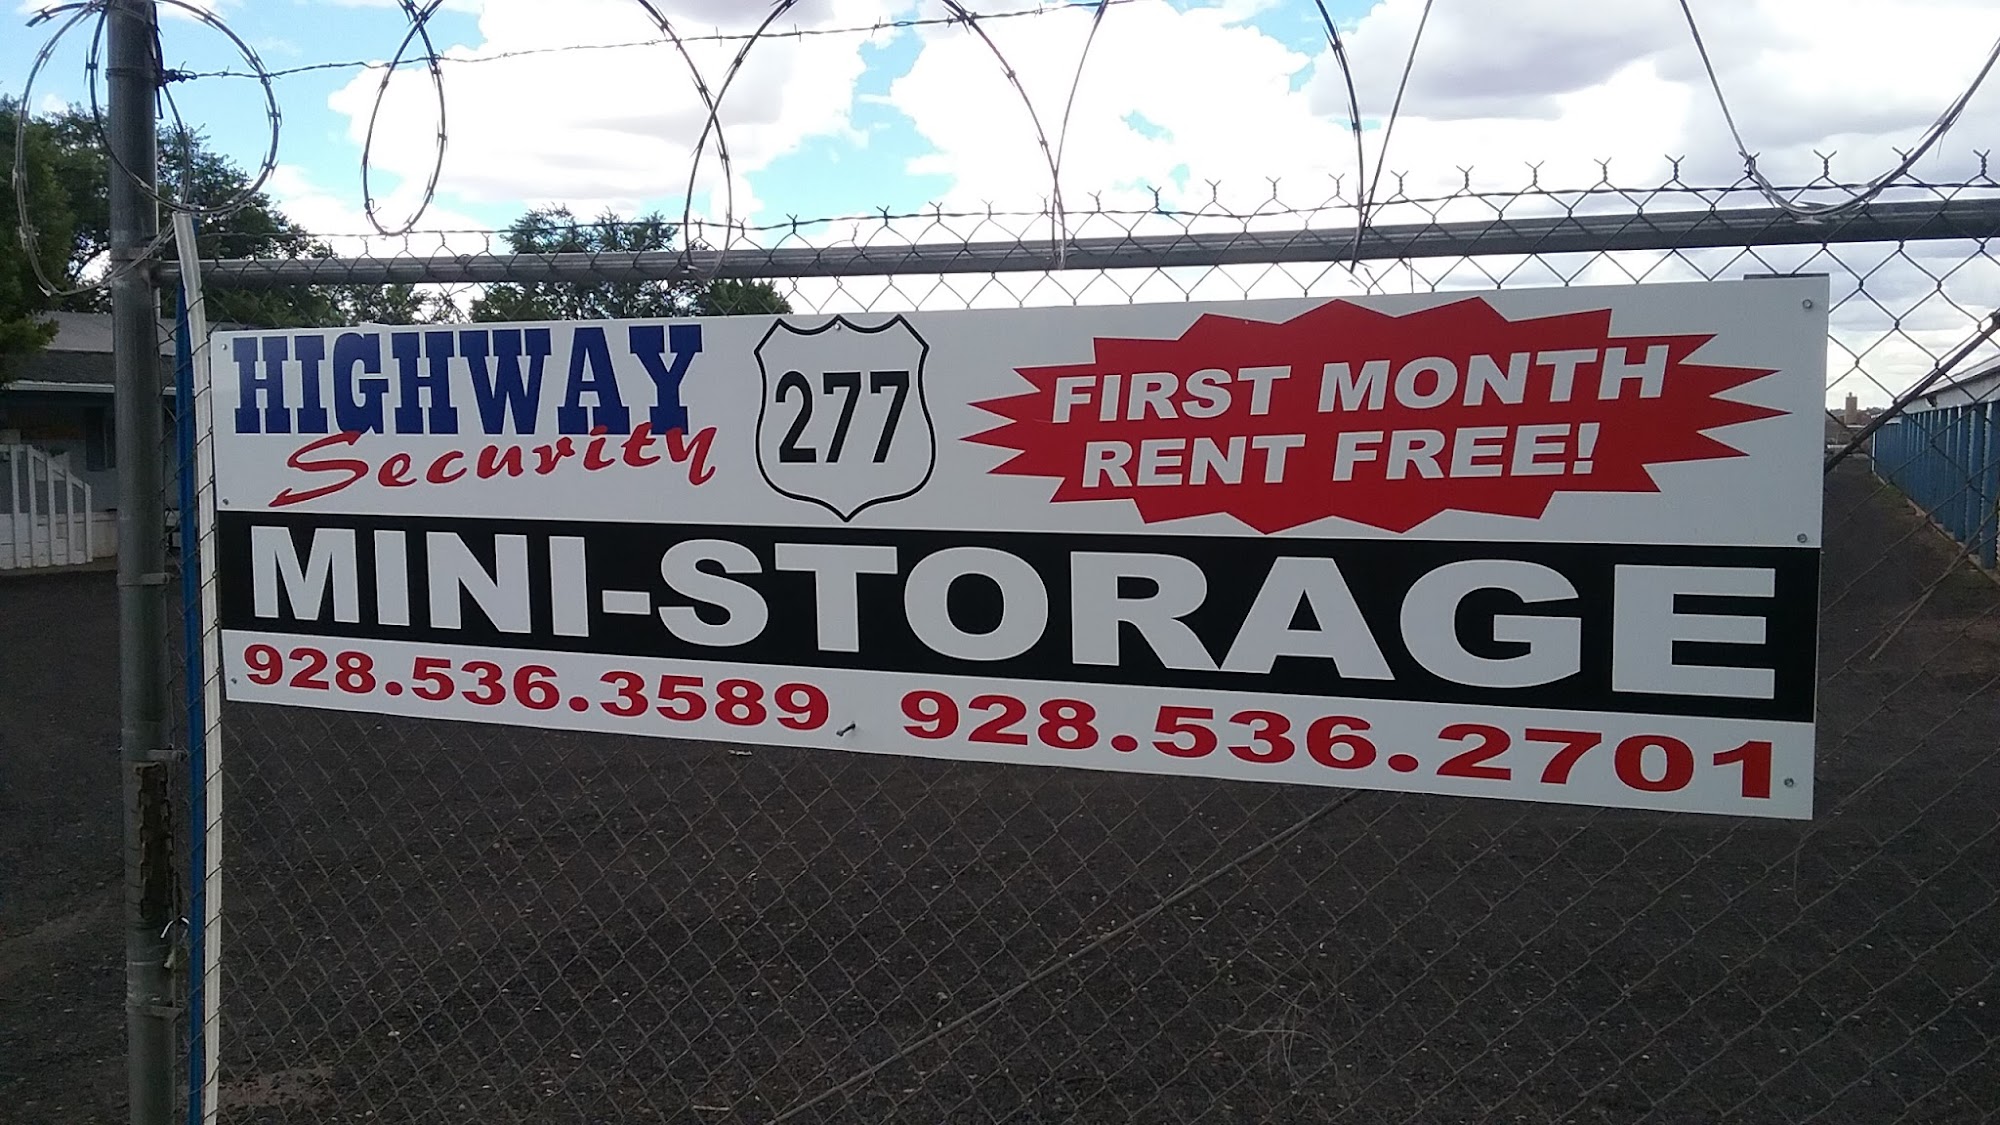 HIGHWAY
Security
277
FIRST MONTH
RENT FREE!
MINI-STORAGE
928.536.3589 928.536.2701